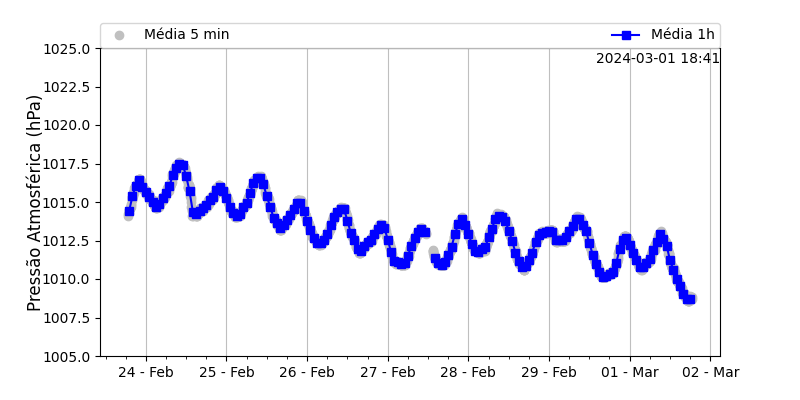 Média 5 min
Média 1h
2024-03-01 18:41
Pressão Atmosférica (hPa)
1025.0
1022.5
1020.0
1017.5
1015.0
1012.5
1010.0
1007.5
1005.0
24 - Feb
25 - Feb
26 - Feb
27 - Feb
28 - Feb
29 - Feb
01 - Mar
02 - Mar